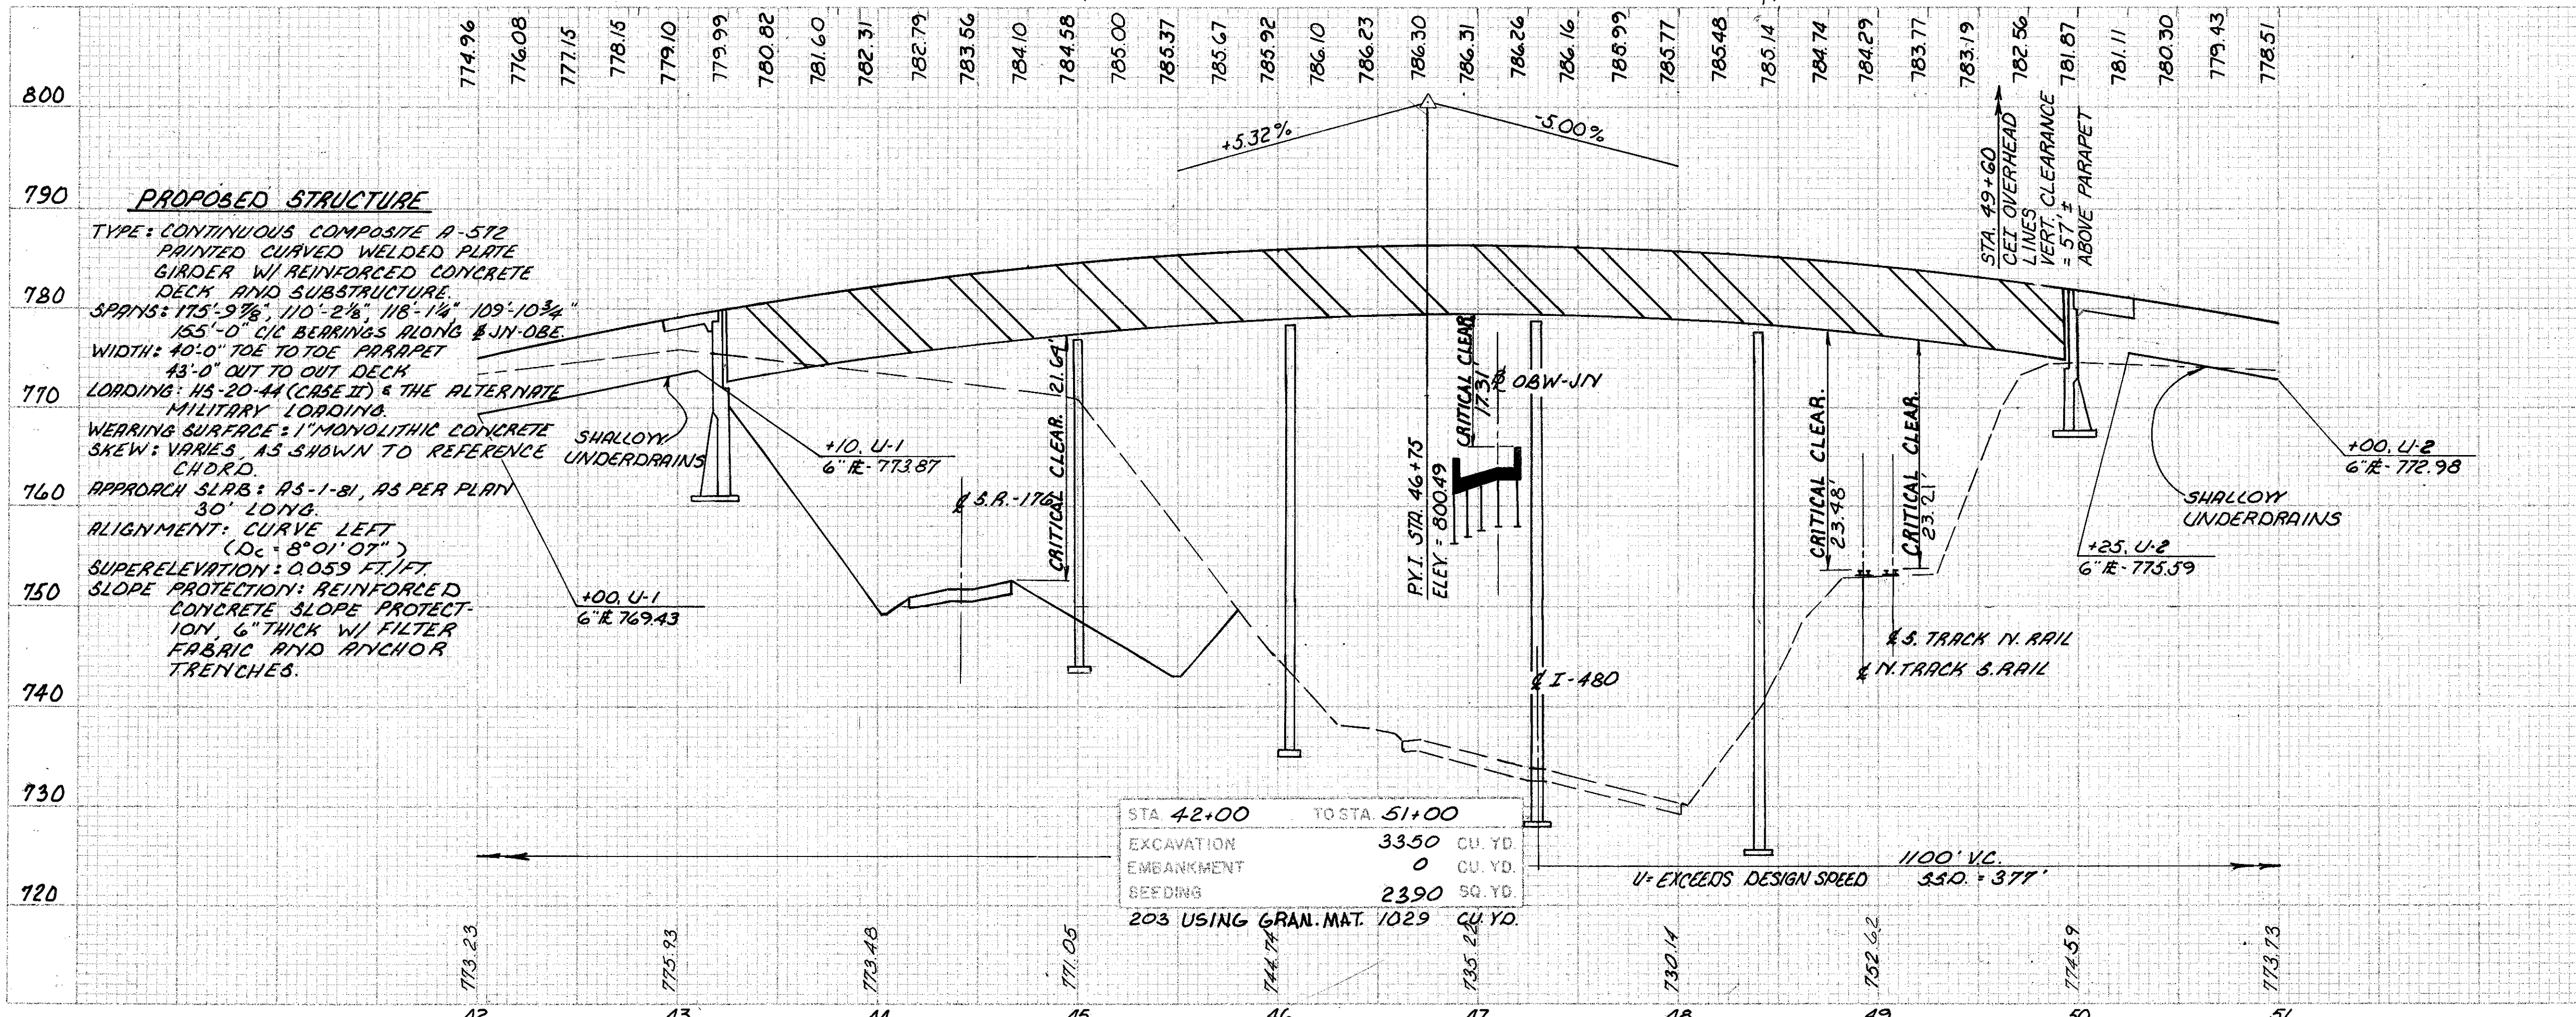 774.96
776.08
777.15
778.15
779.10
779.99
780.82
781.60
782.31
782.79
783.56
784.10
784.58
785.00
785.37
785.67
785.92
786.10
786.23
786.30
786.31
786.26
786.16
785.99
785.77
785.48
785.14
784.74
784.29
783.77
783.19
782.56
781.87
781.11
780.30
779.43
778.51
800
790
780
770
760
750
740
730
720
PROPOSED STRUCTURE
TYPE: CONTINUOUS COMPOSITE A-572
PAINTED CURVED WELDED PLATE
GIRDER W/ REINFORCED CONCRETE
DECK AND SUBSTRUCTURE.
SPANS: 175'-9⅞", 110'-2⅛", 118'-1¼", 109'-10¾"
155'-0" C/C BEARINGS ALONG ⅊ JN-OBE.
WIDTH: 40'-0" TOE TO TOE PARAPET
43'-0" OUT TO OUT DECK
LOADING: HS-20-44 (CASE II) & THE ALTERNATE
MILITARY LOADING.
WEARING SURFACE: 1" MONOLITHIC CONCRETE
SKEW: VARIES, AS SHOWN TO REFERENCE
CHORD.
APPROACH SLAB: AS-1-81, AS PER PLAN
30' LONG.
ALIGNMENT: CURVE LEFT
(Dc = 8°01'07")
SUPERELEVATION: 0.059 FT./FT.
SLOPE PROTECTION: REINFORCED
CONCRETE SLOPE PROTECT-
ION, 6" THICK W/ FILTER
FABRIC AND ANCHOR
TRENCHES.
SHALLOW
UNDERDRAINS
+10, U-1
6" ℄- 773.87
+00, U-1
6" ℄ 769.43
℄ S.R.-176
CRITICAL CLEAR. 21.64'
+5.32%
-5.00%
P.V.I. STA. 46+75
ELEV. = 800.49
CRITICAL CLEAR.
17.31'
⅊ OBW-JN
℄ I-480
STA. 49+60
CEI OVERHEAD
LINES
VERT. CLEARANCE
= 57' ±
ABOVE PARAPET
CRITICAL CLEAR.
23.48'
CRITICAL CLEAR.
23.21'
℄ S. TRACK N. RAIL
℄ N. TRACK S. RAIL
+00, U-2
6" ℄- 772.98
SHALLOW
UNDERDRAINS
+25, U-2
6" ℄- 775.59
STA. 42+00 TO STA. 51+00
EXCAVATION 3350 CU. YD.
EMBANKMENT 0 CU. YD.
SEEDING 2390 SQ. YD.
203 USING GRAN. MAT. 1029 CU. YD.
1100' V.C.
V= EXCEEDS DESIGN SPEED S.S.D. = 377'
773.23
775.93
773.48
771.05
744.74
735.22
730.14
752.62
774.59
773.73
42
43
44
45
46
47
48
49
50
51